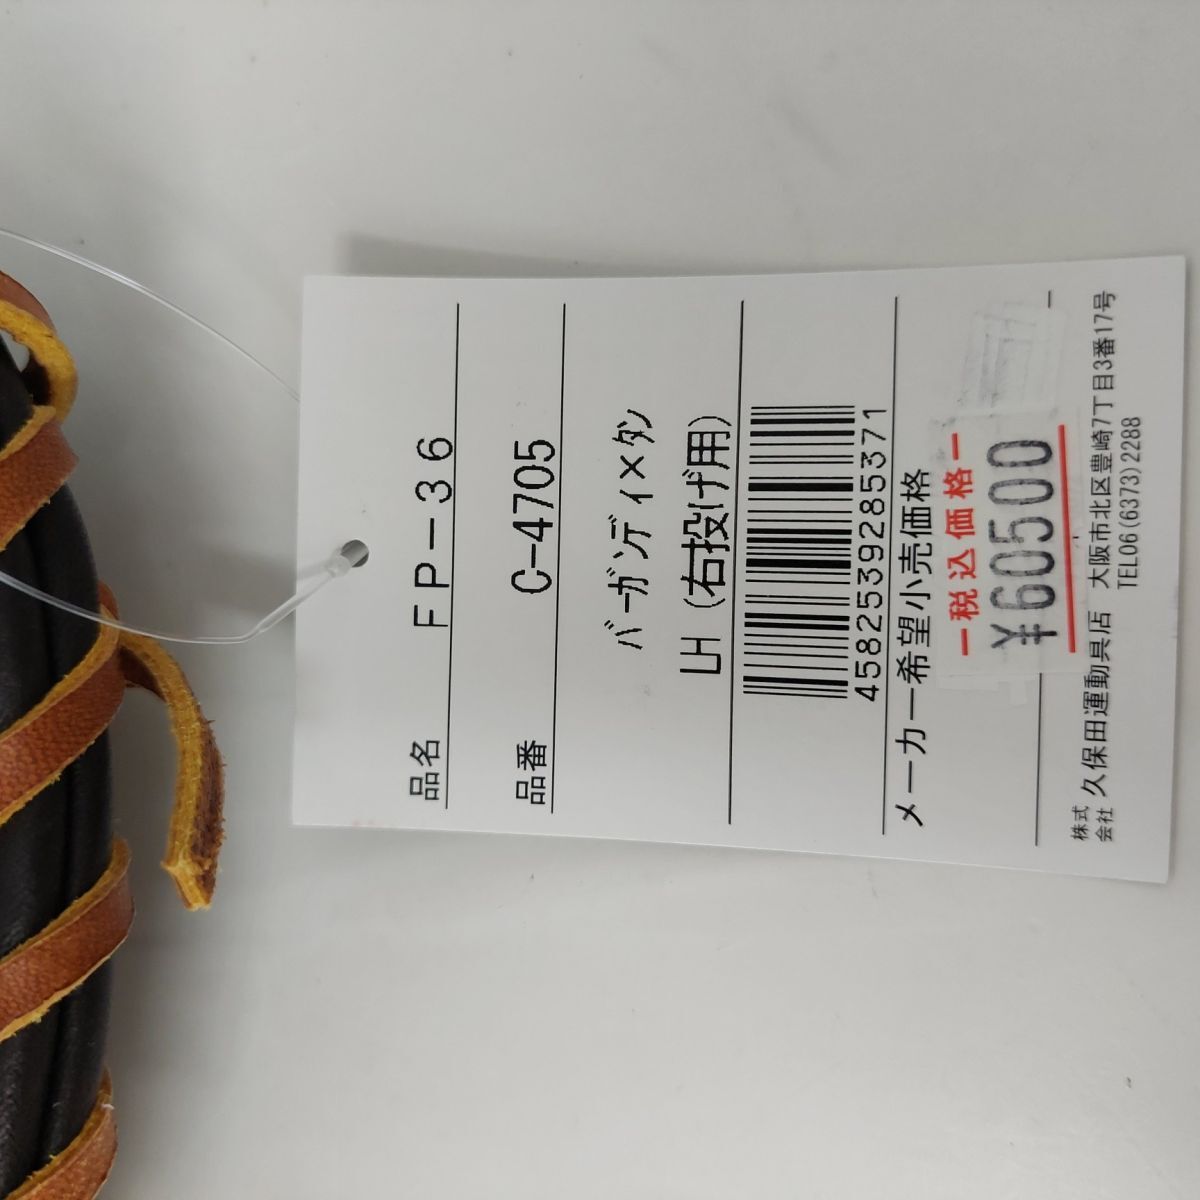 品名 FP-36
品番 C-4705
ﾊﾞｰｶﾞﾝﾃﾞｨ×ﾀﾝ
LH (右投げ用)
4582539285371
メーカー希望小売価格
ー税込価格ー
¥60500
株式会社 久保田運動具店 大阪市北区豊崎7丁目3番17号
TEL06(6373)2288